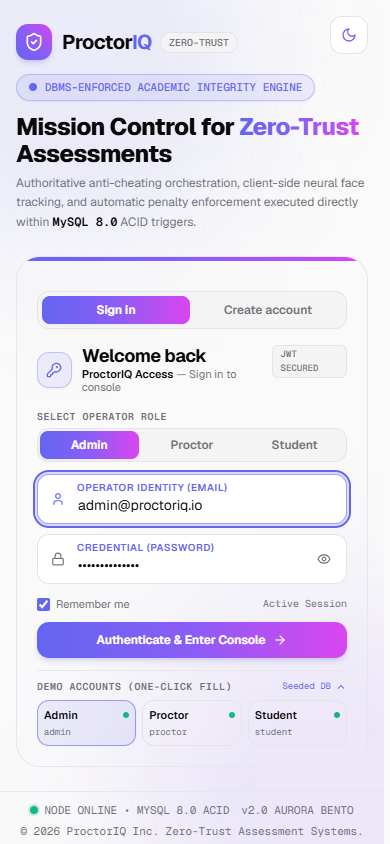 ProctorIQ ZERO-TRUST
DBMS-ENFORCED ACADEMIC INTEGRITY ENGINE
Mission Control for Zero-Trust
Assessments
Authoritative anti-cheating orchestration, client-side neural face
tracking, and automatic penalty enforcement executed directly
within MySQL 8.0 ACID triggers.
Sign in Create account
Welcome back
ProctorIQ Access — Sign in to
console
JWT
SECURED
SELECT OPERATOR ROLE
Admin Proctor Student
OPERATOR IDENTITY (EMAIL)
admin@proctoriq.io
CREDENTIAL (PASSWORD)
••••••••••••••
Remember me Active Session
Authenticate & Enter Console →
DEMO ACCOUNTS (ONE-CLICK FILL) Seeded DB
Admin Proctor Student
admin proctor student
NODE ONLINE • MYSQL 8.0 ACID v2.0 AURORA BENTO
© 2026 ProctorIQ Inc. Zero-Trust Assessment Systems.